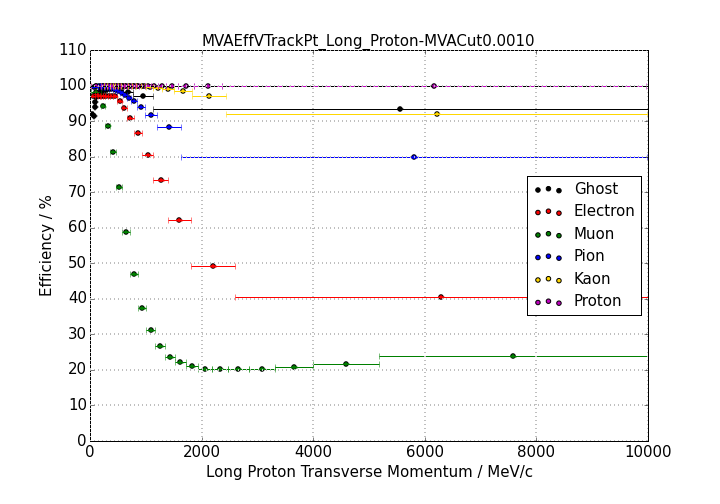 MVAEffVTrackPt_Long_Proton-MVACut0.0010
110
100
90
80
70
60
50
40
30
20
10
0
Efficiency / %
Ghost
Electron
Muon
Pion
Kaon
Proton
0 2000 4000 6000 8000 10000
Long Proton Transverse Momentum / MeV/c